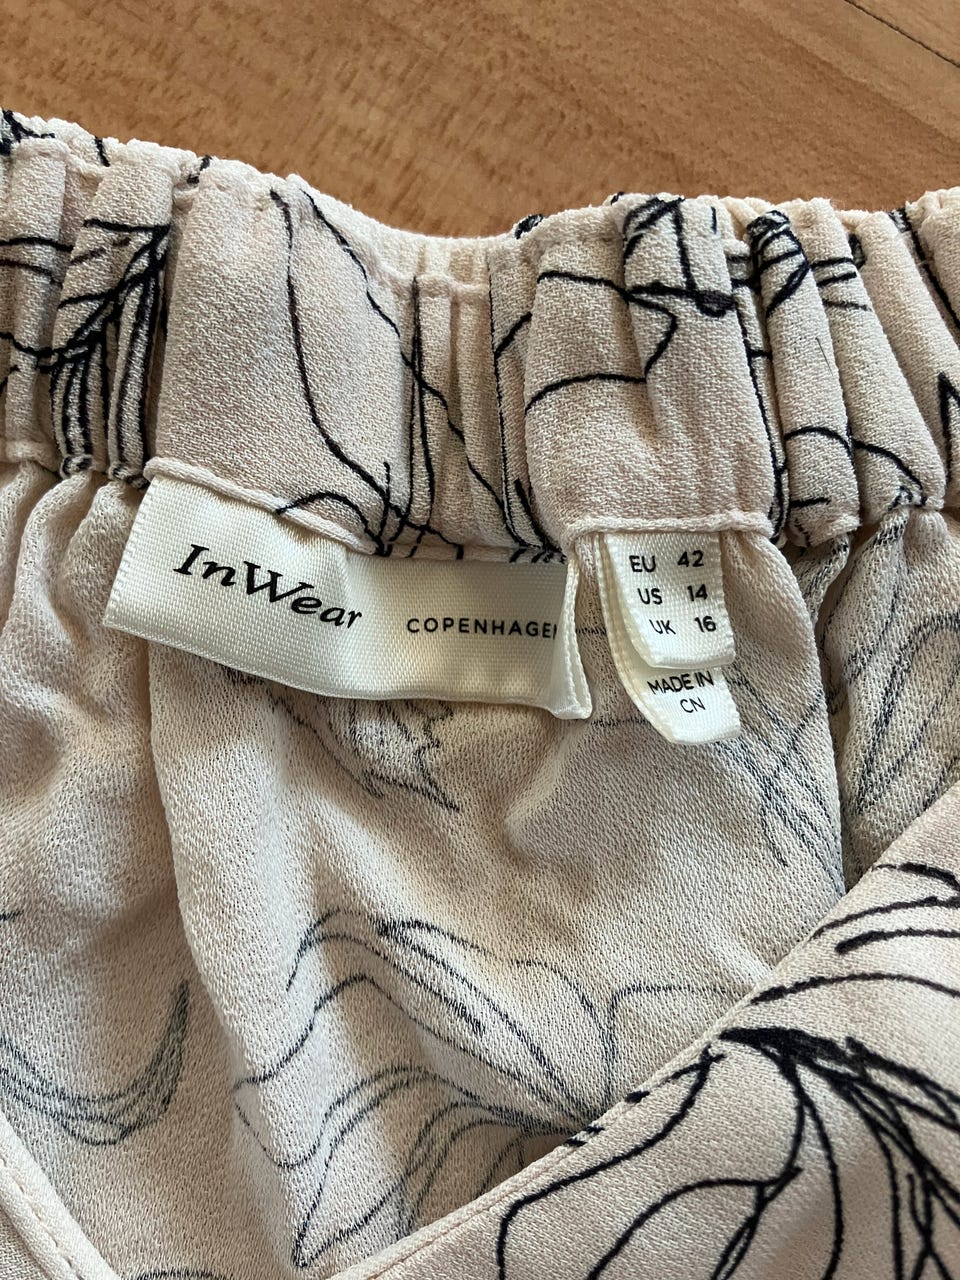 InWear COPENHAGEN
EU 42
US 14
UK 16
MADE IN
CN